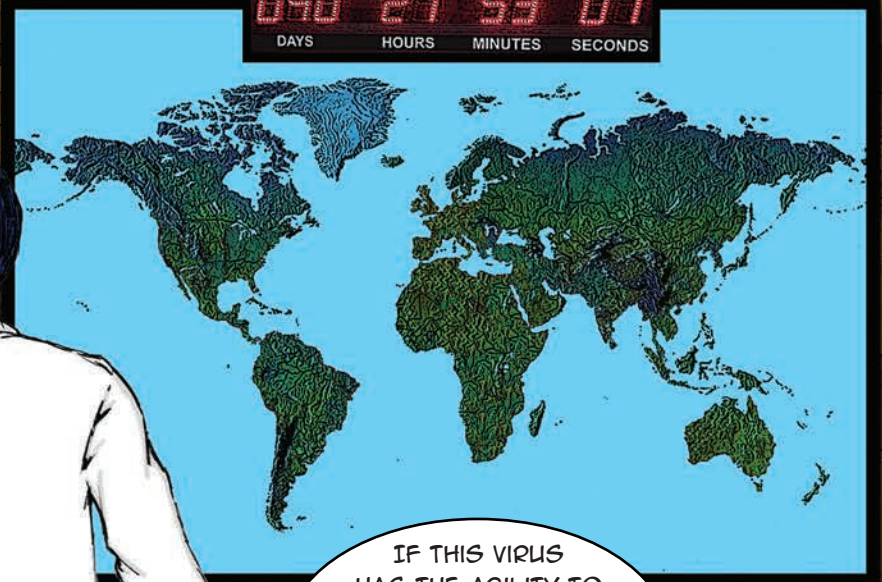 DAYS HOURS MINUTES SECONDS
IF THIS VIRUS
HAS THE ABILITY TO